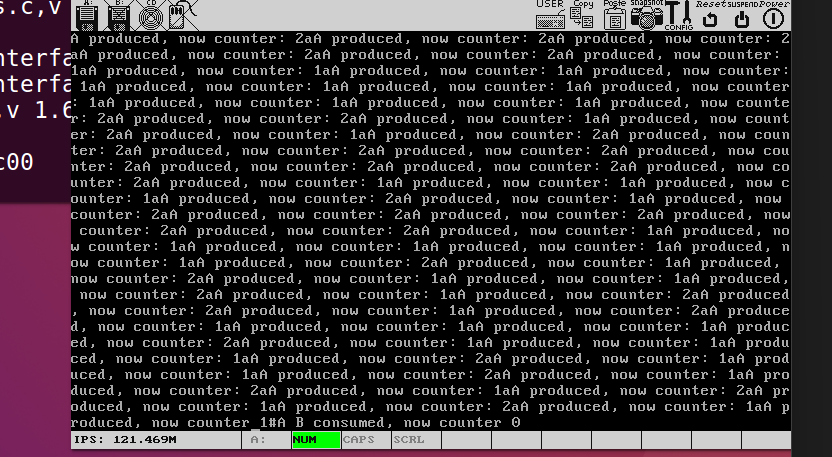 s.c,v
nterfa
nterfa
.v 1.6
c00
A: B: CD USER Copy Paste Snapshot CONFIG Reset SUSPEND Power
A produced, now counter: 2aA produced, now counter: 2aA produced, now counter: 2
aA produced, now counter: 2aA produced, now counter: 2aA produced, now counter:
1aA produced, now counter: 1aA produced, now counter: 1aA produced, now counter:
1aA produced, now counter: 1aA produced, now counter: 1aA produced, now counter
: 1aA produced, now counter: 1aA produced, now counter: 1aA produced, now counte
r: 2aA produced, now counter: 2aA produced, now counter: 1aA produced, now count
er: 2aA produced, now counter: 1aA produced, now counter: 2aA produced, now coun
ter: 2aA produced, now counter: 2aA produced, now counter: 2aA produced, now cou
nter: 2aA produced, now counter: 2aA produced, now counter: 2aA produced, now co
unter: 2aA produced, now counter: 1aA produced, now counter: 1aA produced, now c
ounter: 1aA produced, now counter: 1aA produced, now counter: 1aA produced, now
counter: 2aA produced, now counter: 2aA produced, now counter: 2aA produced, now
counter: 2aA produced, now counter: 2aA produced, now counter: 2aA produced, no
w counter: 1aA produced, now counter: 1aA produced, now counter: 1aA produced, n
ow counter: 1aA produced, now counter: 1aA produced, now counter: 2aA produced,
now counter: 2aA produced, now counter: 2aA produced, now counter: 1aA produced,
now counter: 2aA produced, now counter: 1aA produced, now counter: 2aA produced
, now counter: 2aA produced, now counter: 1aA produced, now counter: 2aA produce
d, now counter: 1aA produced, now counter: 1aA produced, now counter: 1aA produc
ed, now counter: 2aA produced, now counter: 1aA produced, now counter: 1aA produ
ced, now counter: 1aA produced, now counter: 2aA produced, now counter: 2aA prod
uced, now counter: 1aA produced, now counter: 2aA produced, now counter: 1aA pro
duced, now counter: 2aA produced, now counter: 1aA produced, now counter: 2aA pr
oduced, now counter: 2aA produced, now counter: 2aA produced, now counter: 1aA p
roduced, now counter 1#A B consumed, now counter 0
IPS: 121.469M A: NUM CAPS SCRL